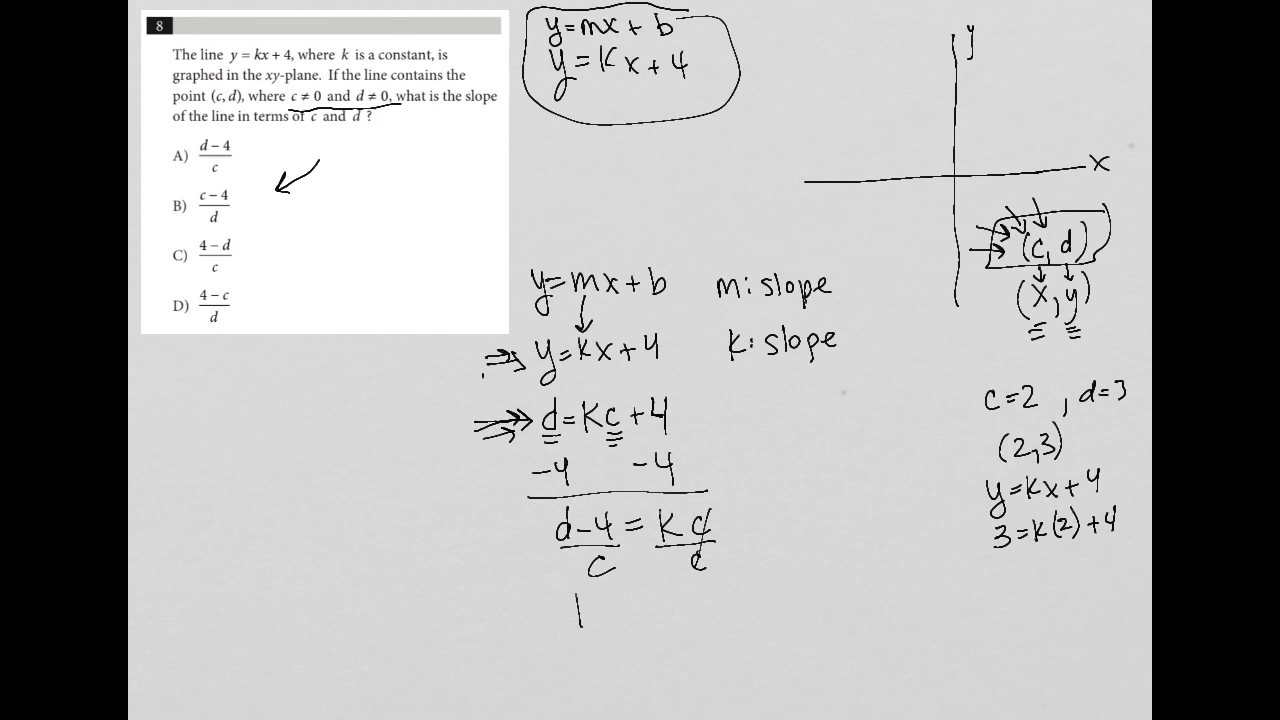 8
The line y = kx + 4, where k is a constant, is
graphed in the xy-plane. If the line contains the
point (c, d), where c ≠ 0 and d ≠ 0, what is the slope
of the line in terms of c and d ?
A) d − 4
c
B) c − 4
d
C) 4 − d
c
D) 4 − c
d
y=mx+b
y=Kx+4
y
x
(c, d)
(x, y)
y=mx+b m: slope
y=kx+4 k: slope
d=Kc+4
-4 -4
d-4 = Kc
c c
c=2, d=3
(2,3)
y=kx+4
3=k(2)+4